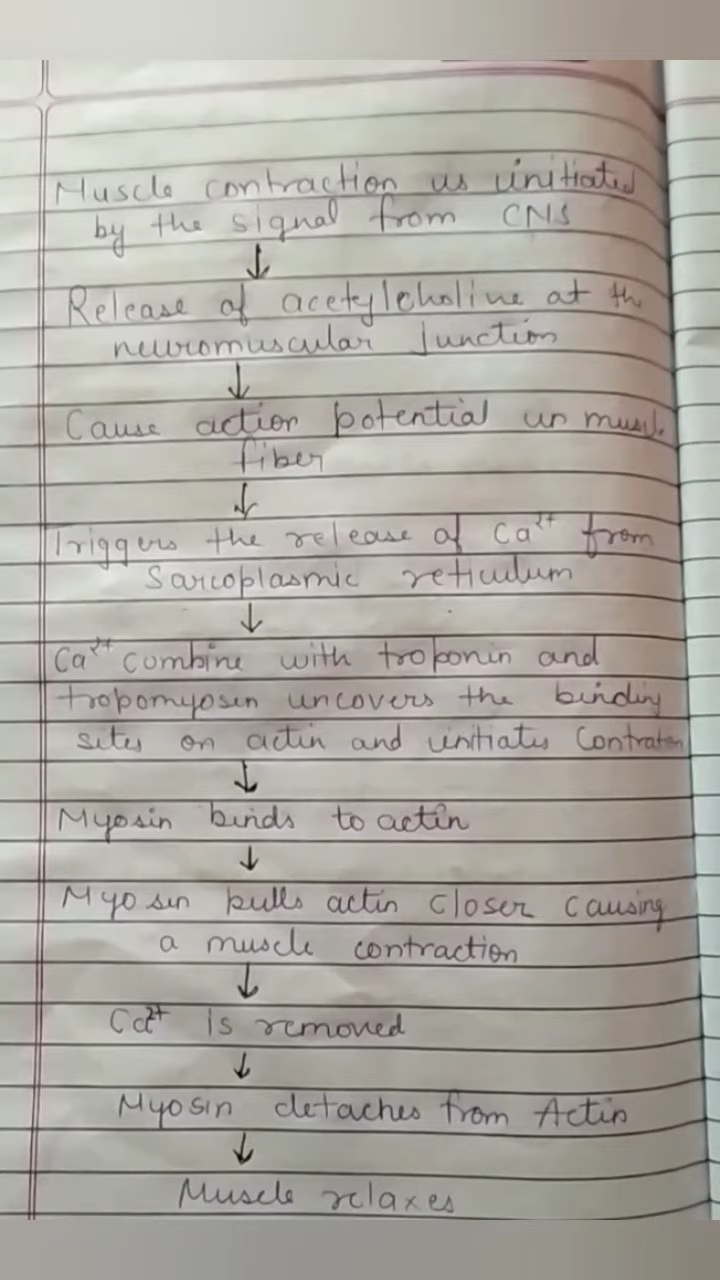 Muscle contraction is initiated
by the signal from CNS
↓
Release of acetylcholine at the
neuromuscular junction
↓
Cause action potential in muscle
fiber
↓
Triggers the release of Ca²⁺ from
Sarcoplasmic reticulum
↓
Ca²⁺ combine with troponin and
tropomyosin uncovers the binding
sites on actin and initiates Contraton
↓
Myosin binds to actin
↓
Myosin pulls actin closer causing
a muscle contraction
↓
Ca²⁺ is removed
↓
Myosin detaches from Actin
↓
Muscle relaxes